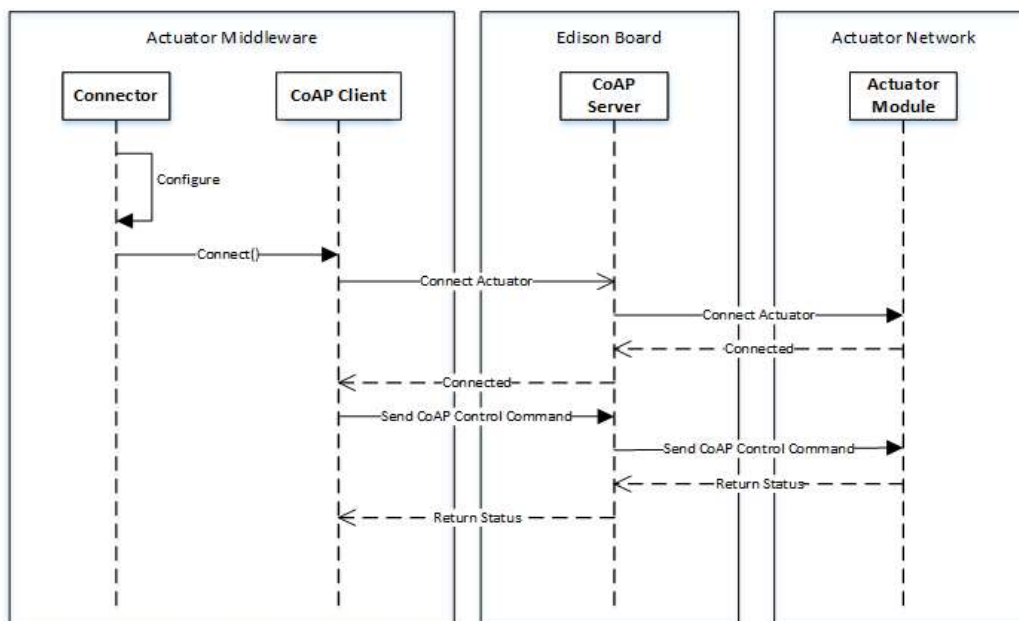 Actuator Middleware
Edison Board
Actuator Network
Connector
CoAP Client
CoAP
Server
Actuator
Module
Configure
Connect()
Connect Actuator
Connect Actuator
Connected
Connected
Send CoAP Control Command
Send CoAP Control Command
Return Status
Return Status